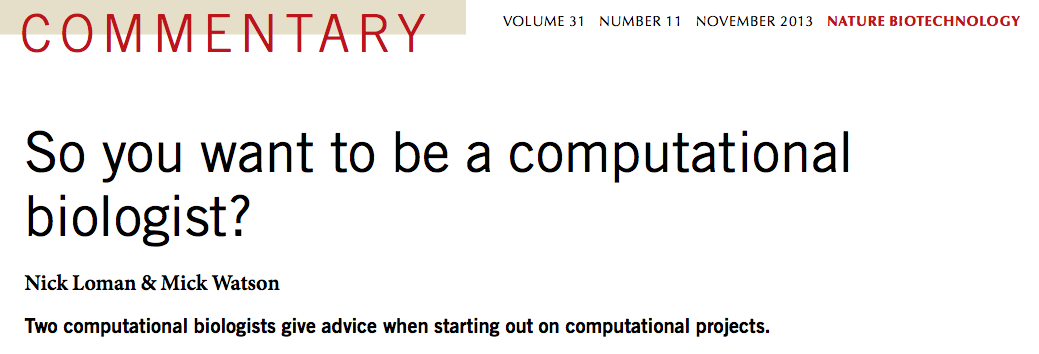 COMMENTARY
VOLUME 31 NUMBER 11 NOVEMBER 2013 NATURE BIOTECHNOLOGY
So you want to be a computational
biologist?
Nick Loman & Mick Watson
Two computational biologists give advice when starting out on computational projects.